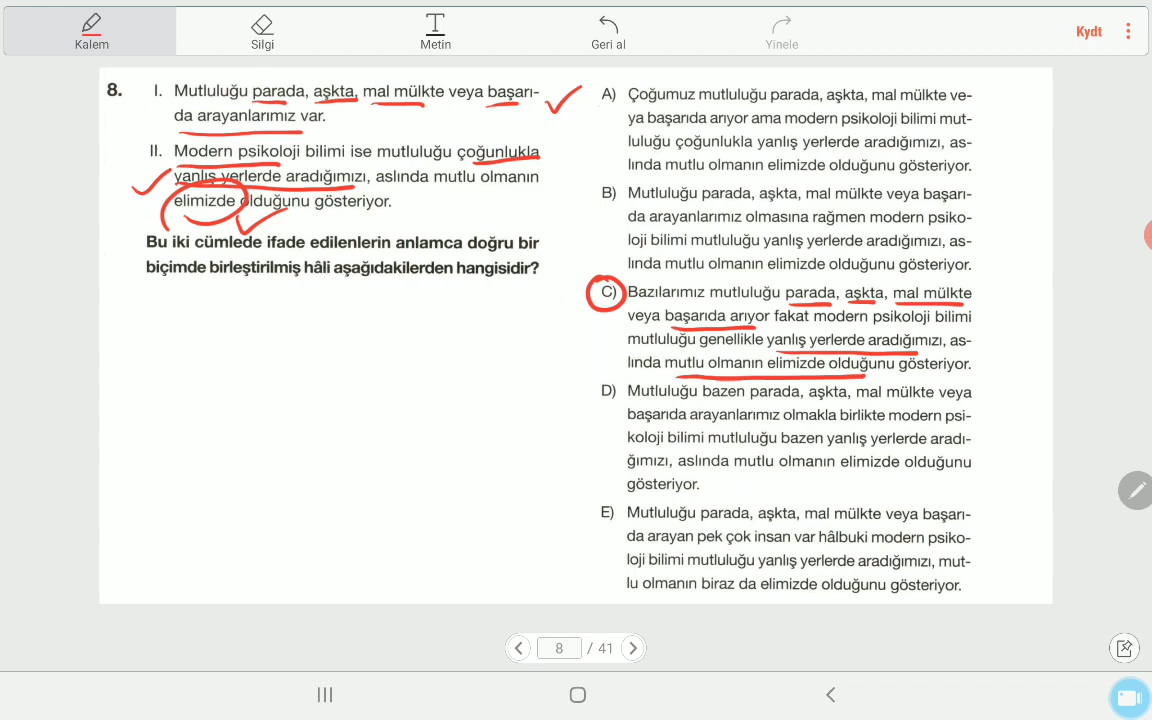 Kalem
Silgi
Metin
Geri al
Yinele
Kydt
8. I. Mutluluğu parada, aşkta, mal mülkte veya başarı-
da arayanlarımız var.
II. Modern psikoloji bilimi ise mutluluğu çoğunlukla
yanlış yerlerde aradığımızı, aslında mutlu olmanın
elimizde olduğunu gösteriyor.
Bu iki cümlede ifade edilenlerin anlamca doğru bir
biçimde birleştirilmiş hâli aşağıdakilerden hangisidir?
A) Çoğumuz mutluluğu parada, aşkta, mal mülkte ve-
ya başarıda arıyor ama modern psikoloji bilimi mut-
luluğu çoğunlukla yanlış yerlerde aradığımızı, as-
lında mutlu olmanın elimizde olduğunu gösteriyor.
B) Mutluluğu parada, aşkta, mal mülkte veya başarı-
da arayanlarımız olmasına rağmen modern psiko-
loji bilimi mutluluğu yanlış yerlerde aradığımızı, as-
lında mutlu olmanın elimizde olduğunu gösteriyor.
C) Bazılarımız mutluluğu parada, aşkta, mal mülkte
veya başarıda arıyor fakat modern psikoloji bilimi
mutluluğu genellikle yanlış yerlerde aradığımızı, as-
lında mutlu olmanın elimizde olduğunu gösteriyor.
D) Mutluluğu bazen parada, aşkta, mal mülkte veya
başarıda arayanlarımız olmakla birlikte modern psi-
koloji bilimi mutluluğu bazen yanlış yerlerde aradı-
ğımızı, aslında mutlu olmanın elimizde olduğunu
gösteriyor.
E) Mutluluğu parada, aşkta, mal mülkte veya başarı-
da arayan pek çok insan var hâlbuki modern psiko-
loji bilimi mutluluğu yanlış yerlerde aradığımızı, mut-
lu olmanın biraz da elimizde olduğunu gösteriyor.
8 / 41